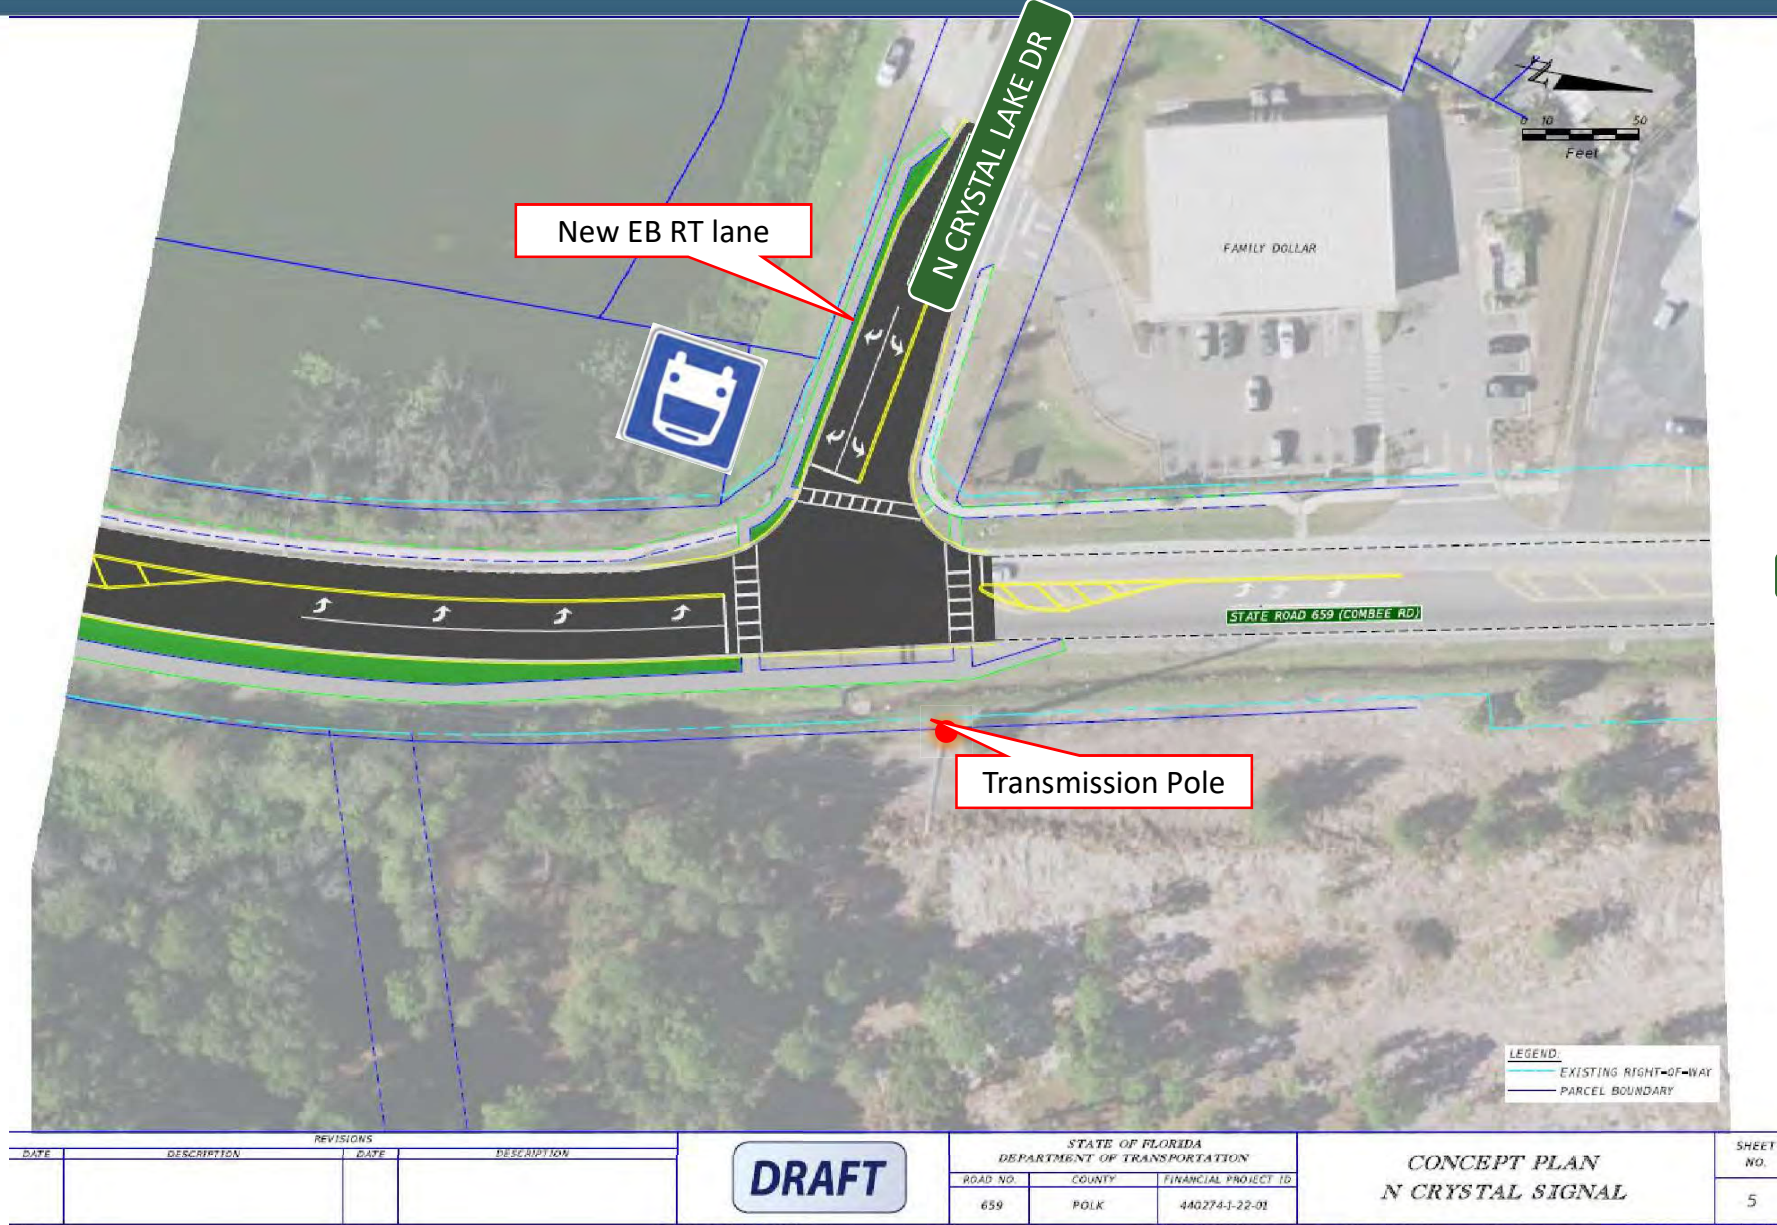 N CRYSTAL LAKE DR
N
0 10 50
Feet
New EB RT lane
FAMILY DOLLAR
STATE ROAD 659 (COMBEE RD)
Transmission Pole
LEGEND:
EXISTING RIGHT-OF-WAY
PARCEL BOUNDARY
REVISIONS
DATE DESCRIPTION DATE DESCRIPTION
DRAFT
STATE OF FLORIDA
DEPARTMENT OF TRANSPORTATION
ROAD NO. COUNTY FINANCIAL PROJECT ID
659 POLK 440274-1-22-01
CONCEPT PLAN
N CRYSTAL SIGNAL
SHEET
NO.
5